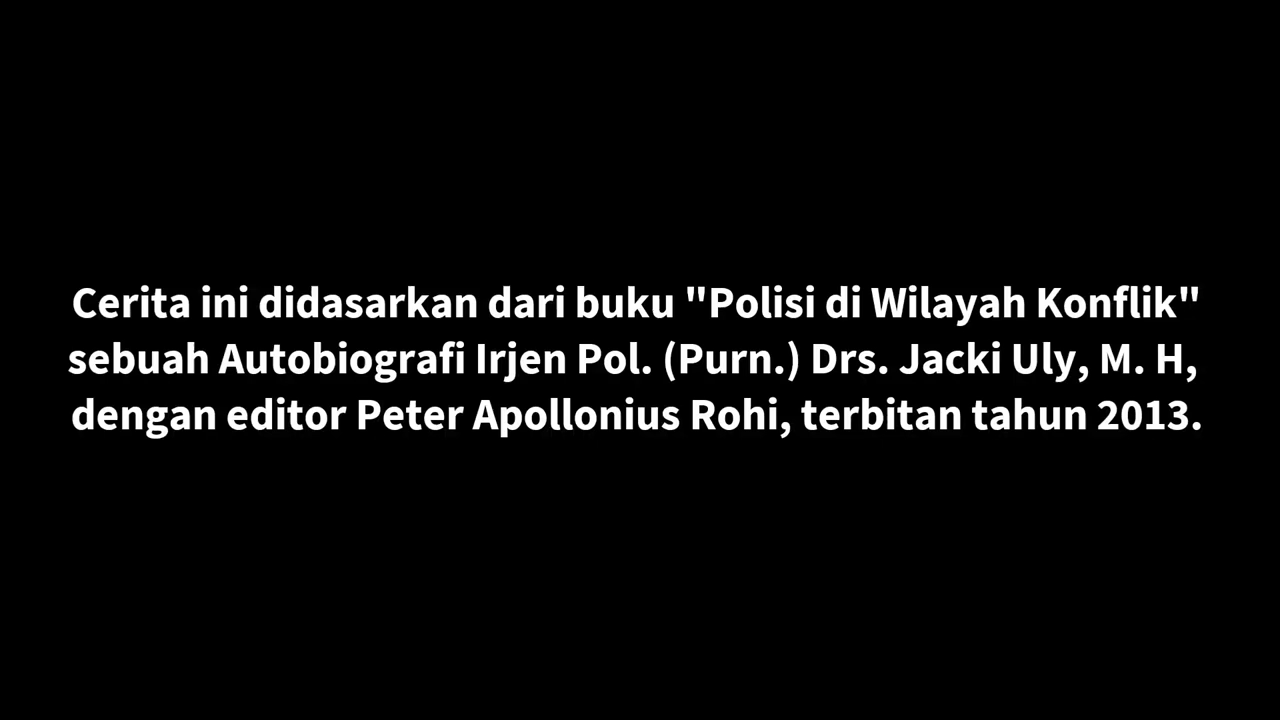 Cerita ini didasarkan dari buku "Polisi di Wilayah Konflik"
sebuah Autobiografi Irjen Pol. (Purn.) Drs. Jacki Uly, M. H,
dengan editor Peter Apollonius Rohi, terbitan tahun 2013.